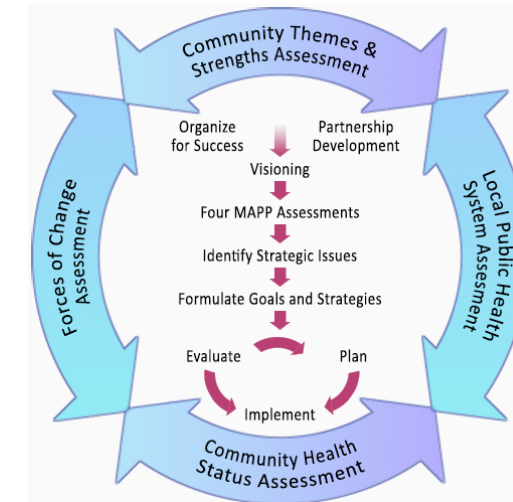 Community Themes &
Strengths Assessment
Organize
for Success
Partnership
Development
Visioning
Four MAPP Assessments
Identify Strategic Issues
Formulate Goals and Strategies
Evaluate
Plan
Implement
Forces of Change
Assessment
Local Public Health
System Assesment
Community Health
Status Assessment